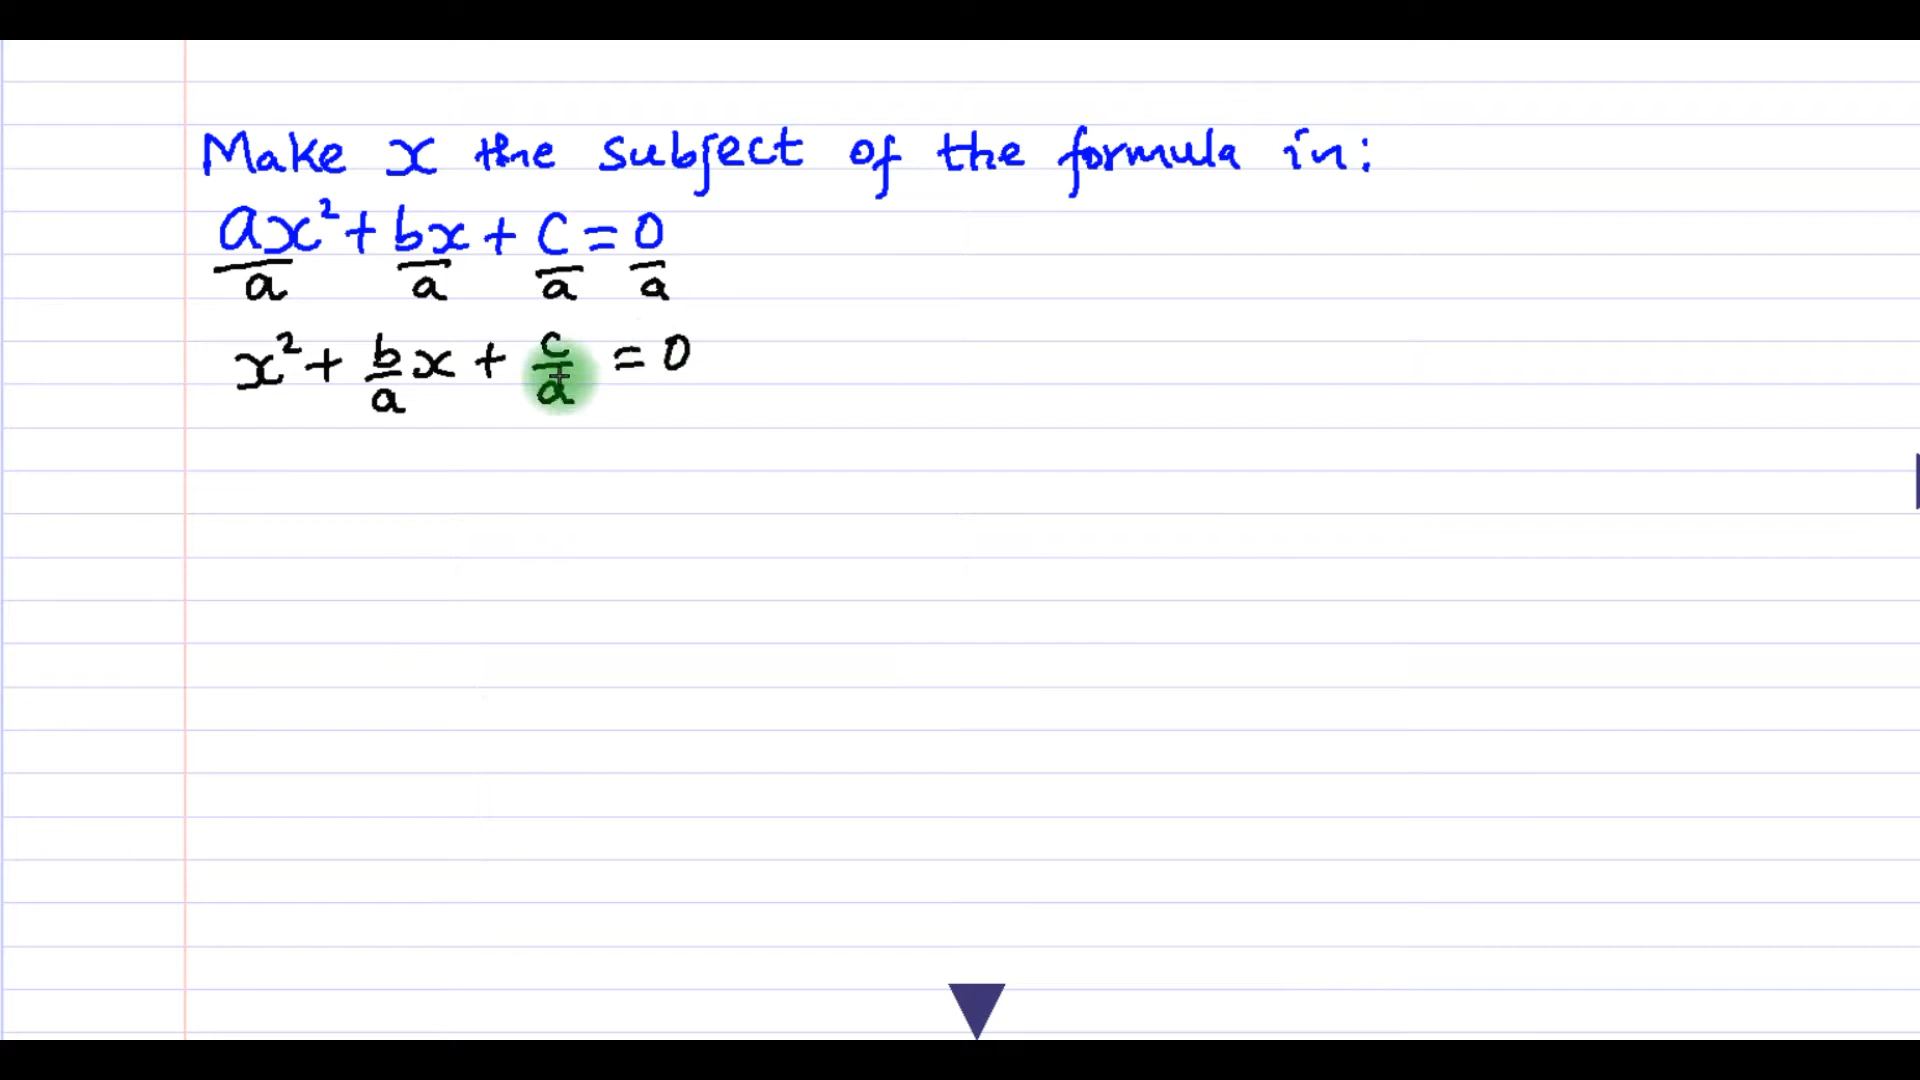 Make x the subject of the formula in:
ax²/a + bx/a + c/a = 0/a
x² + b/a x + c/a = 0